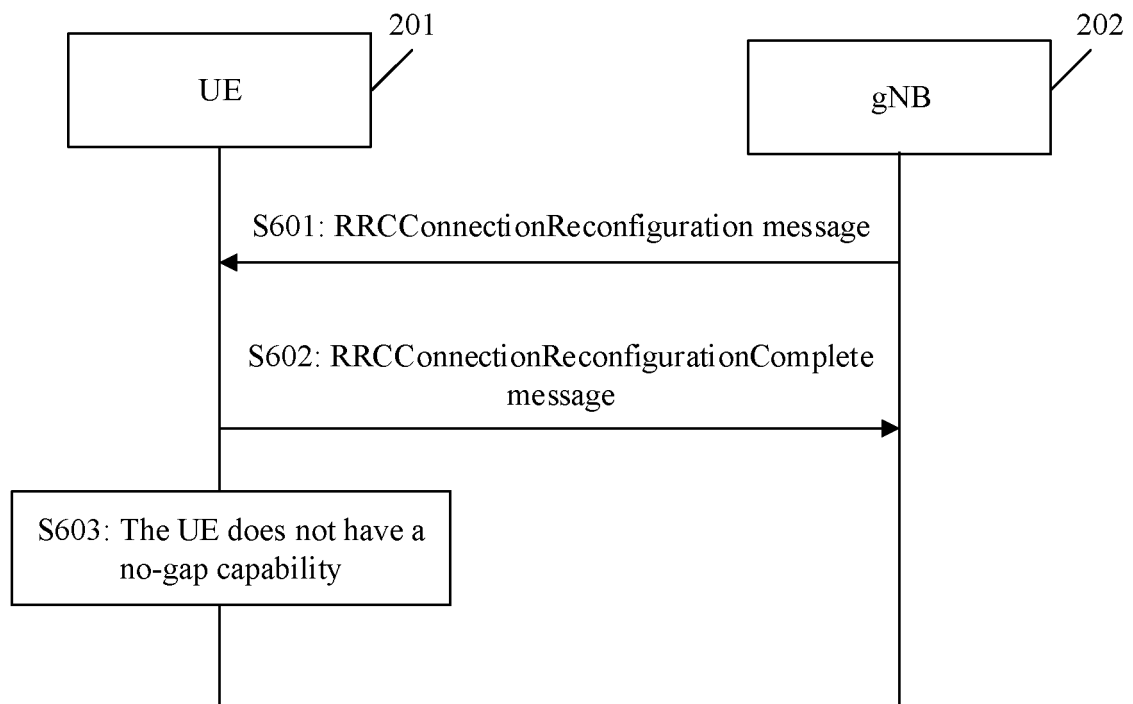 201
202
UE
gNB
S601: RRCConnectionReconfiguration message
S602: RRCConnectionReconfigurationComplete
message
S603: The UE does not have a
no-gap capability